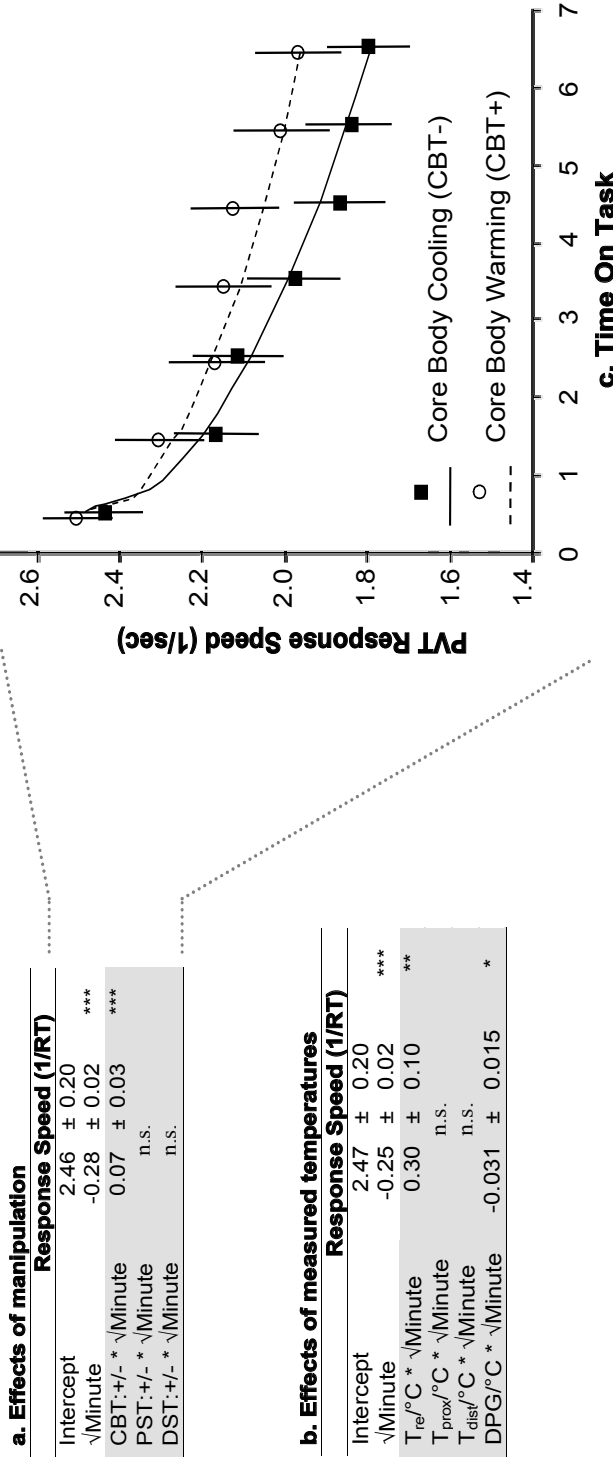 a. Effects of manipulation
Response Speed (1/RT)
Intercept 2.46 ± 0.20
√Minute -0.28 ± 0.02 ***
CBT:+/- * √Minute 0.07 ± 0.03 ***
PST:+/- * √Minute n.s.
DST:+/- * √Minute n.s.
b. Effects of measured temperatures
Response Speed (1/RT)
Intercept 2.47 ± 0.20
√Minute -0.25 ± 0.02 ***
Tre/°C * √Minute 0.30 ± 0.10 **
Tprox/°C * √Minute n.s.
Tdist/°C * √Minute n.s.
DPG/°C * √Minute -0.031 ± 0.015 *
PVT Response Speed (1/sec)
2.6
2.4
2.2
2.0
1.8
1.6
1.4
Core Body Cooling (CBT-)
Core Body Warming (CBT+)
0 1 2 3 4 5 6 7
c. Time On Task